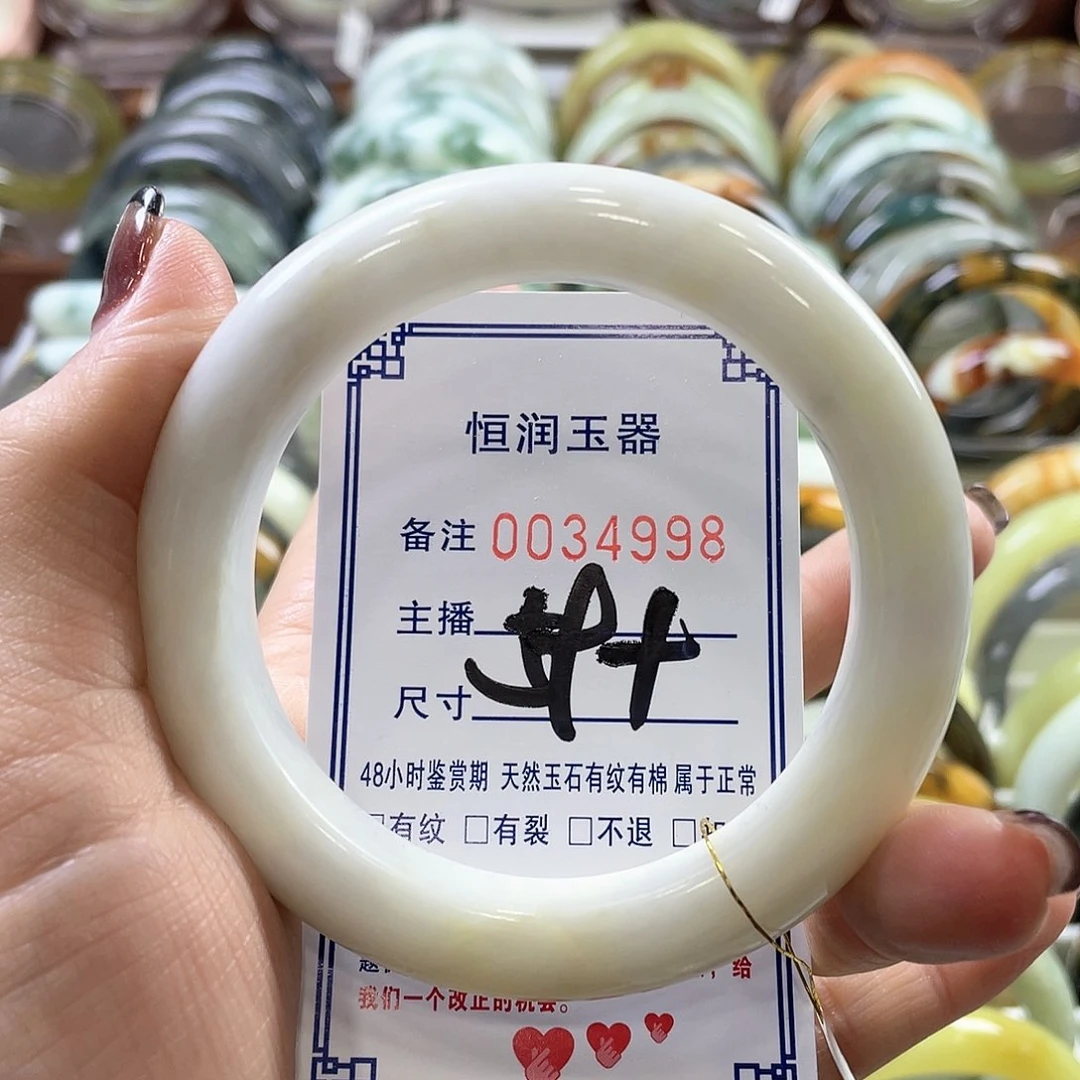 恒润玉器
备注 0034998
主播
尺寸
48小时鉴赏期 天然玉石有纹有棉 属于正常
□有纹 □有裂 □不退 □
给
我们一个改正的机会。